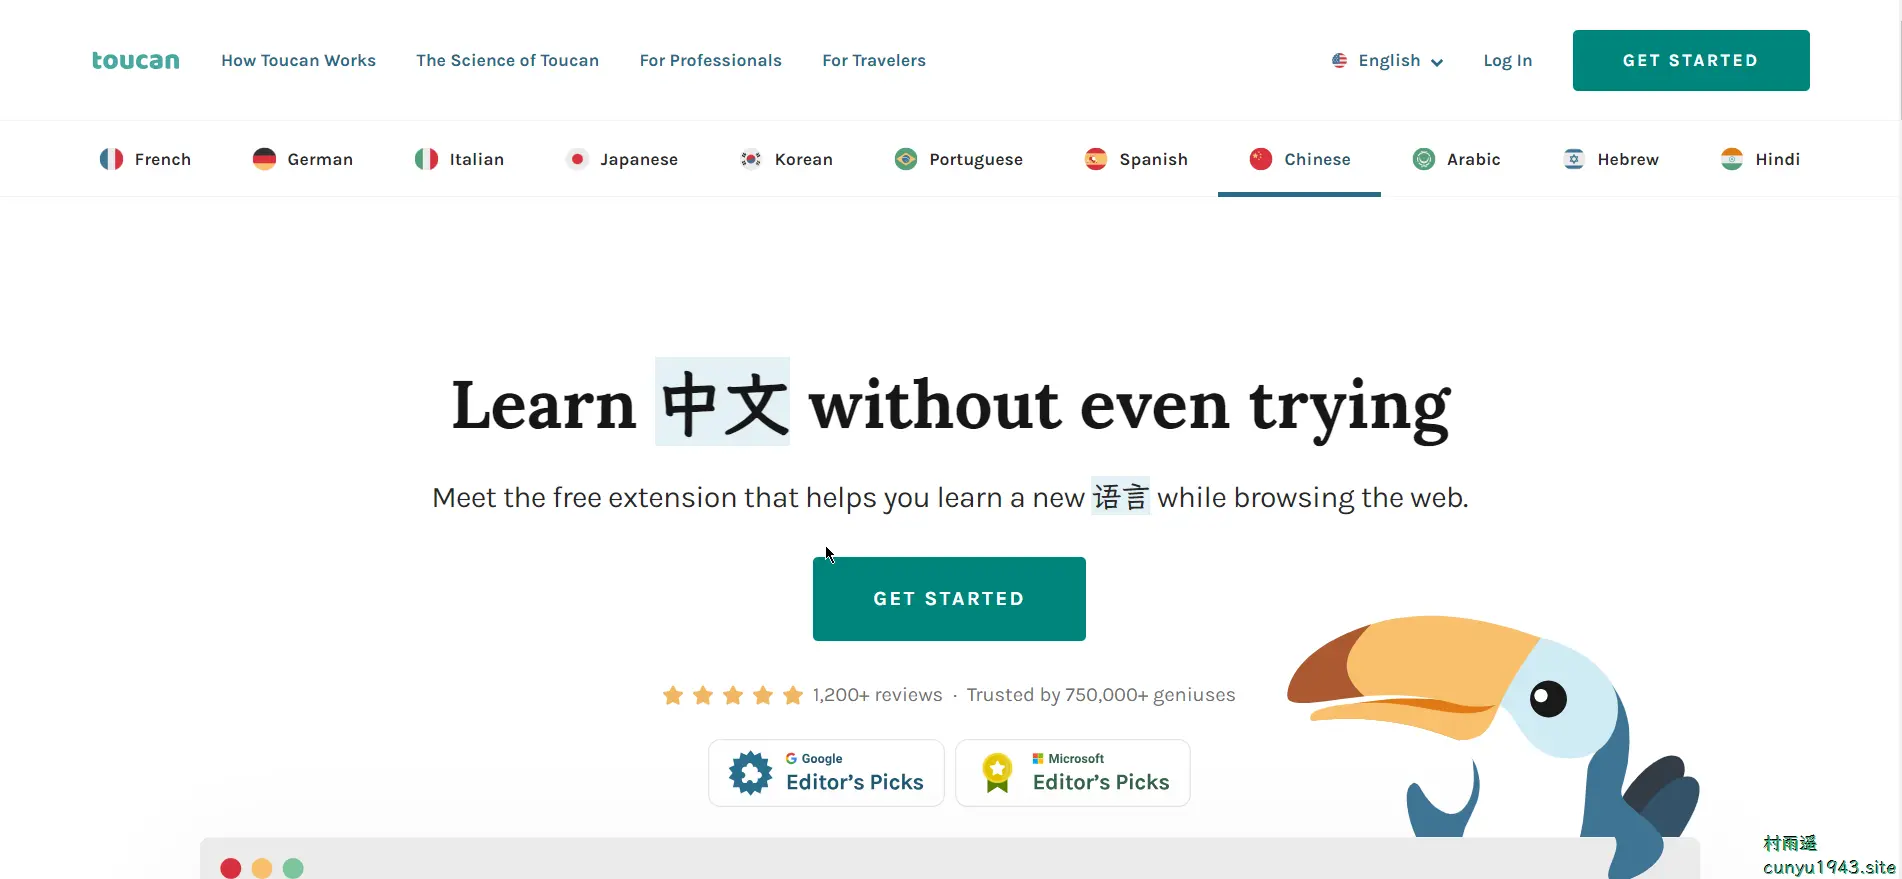 toucan How Toucan Works The Science of Toucan For Professionals For Travelers English Log In GET STARTED
French German Italian Japanese Korean Portuguese Spanish Chinese Arabic Hebrew Hindi
Learn 中文 without even trying
Meet the free extension that helps you learn a new 语言 while browsing the web.
GET STARTED
1,200+ reviews · Trusted by 750,000+ geniuses
Google Microsoft
Editor’s Picks Editor’s Picks
村雨遥
cunyu1943.site